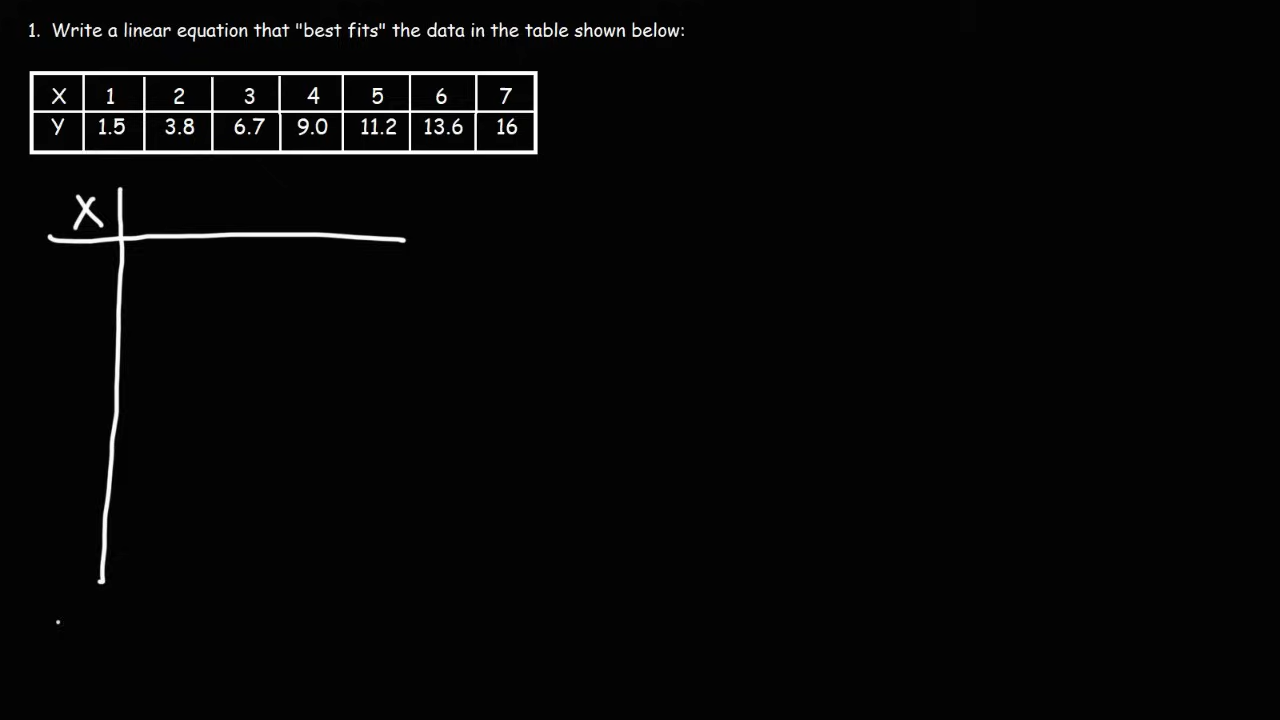 1. Write a linear equation that "best fits" the data in the table shown below:
X 1 2 3 4 5 6 7
Y 1.5 3.8 6.7 9.0 11.2 13.6 16
X